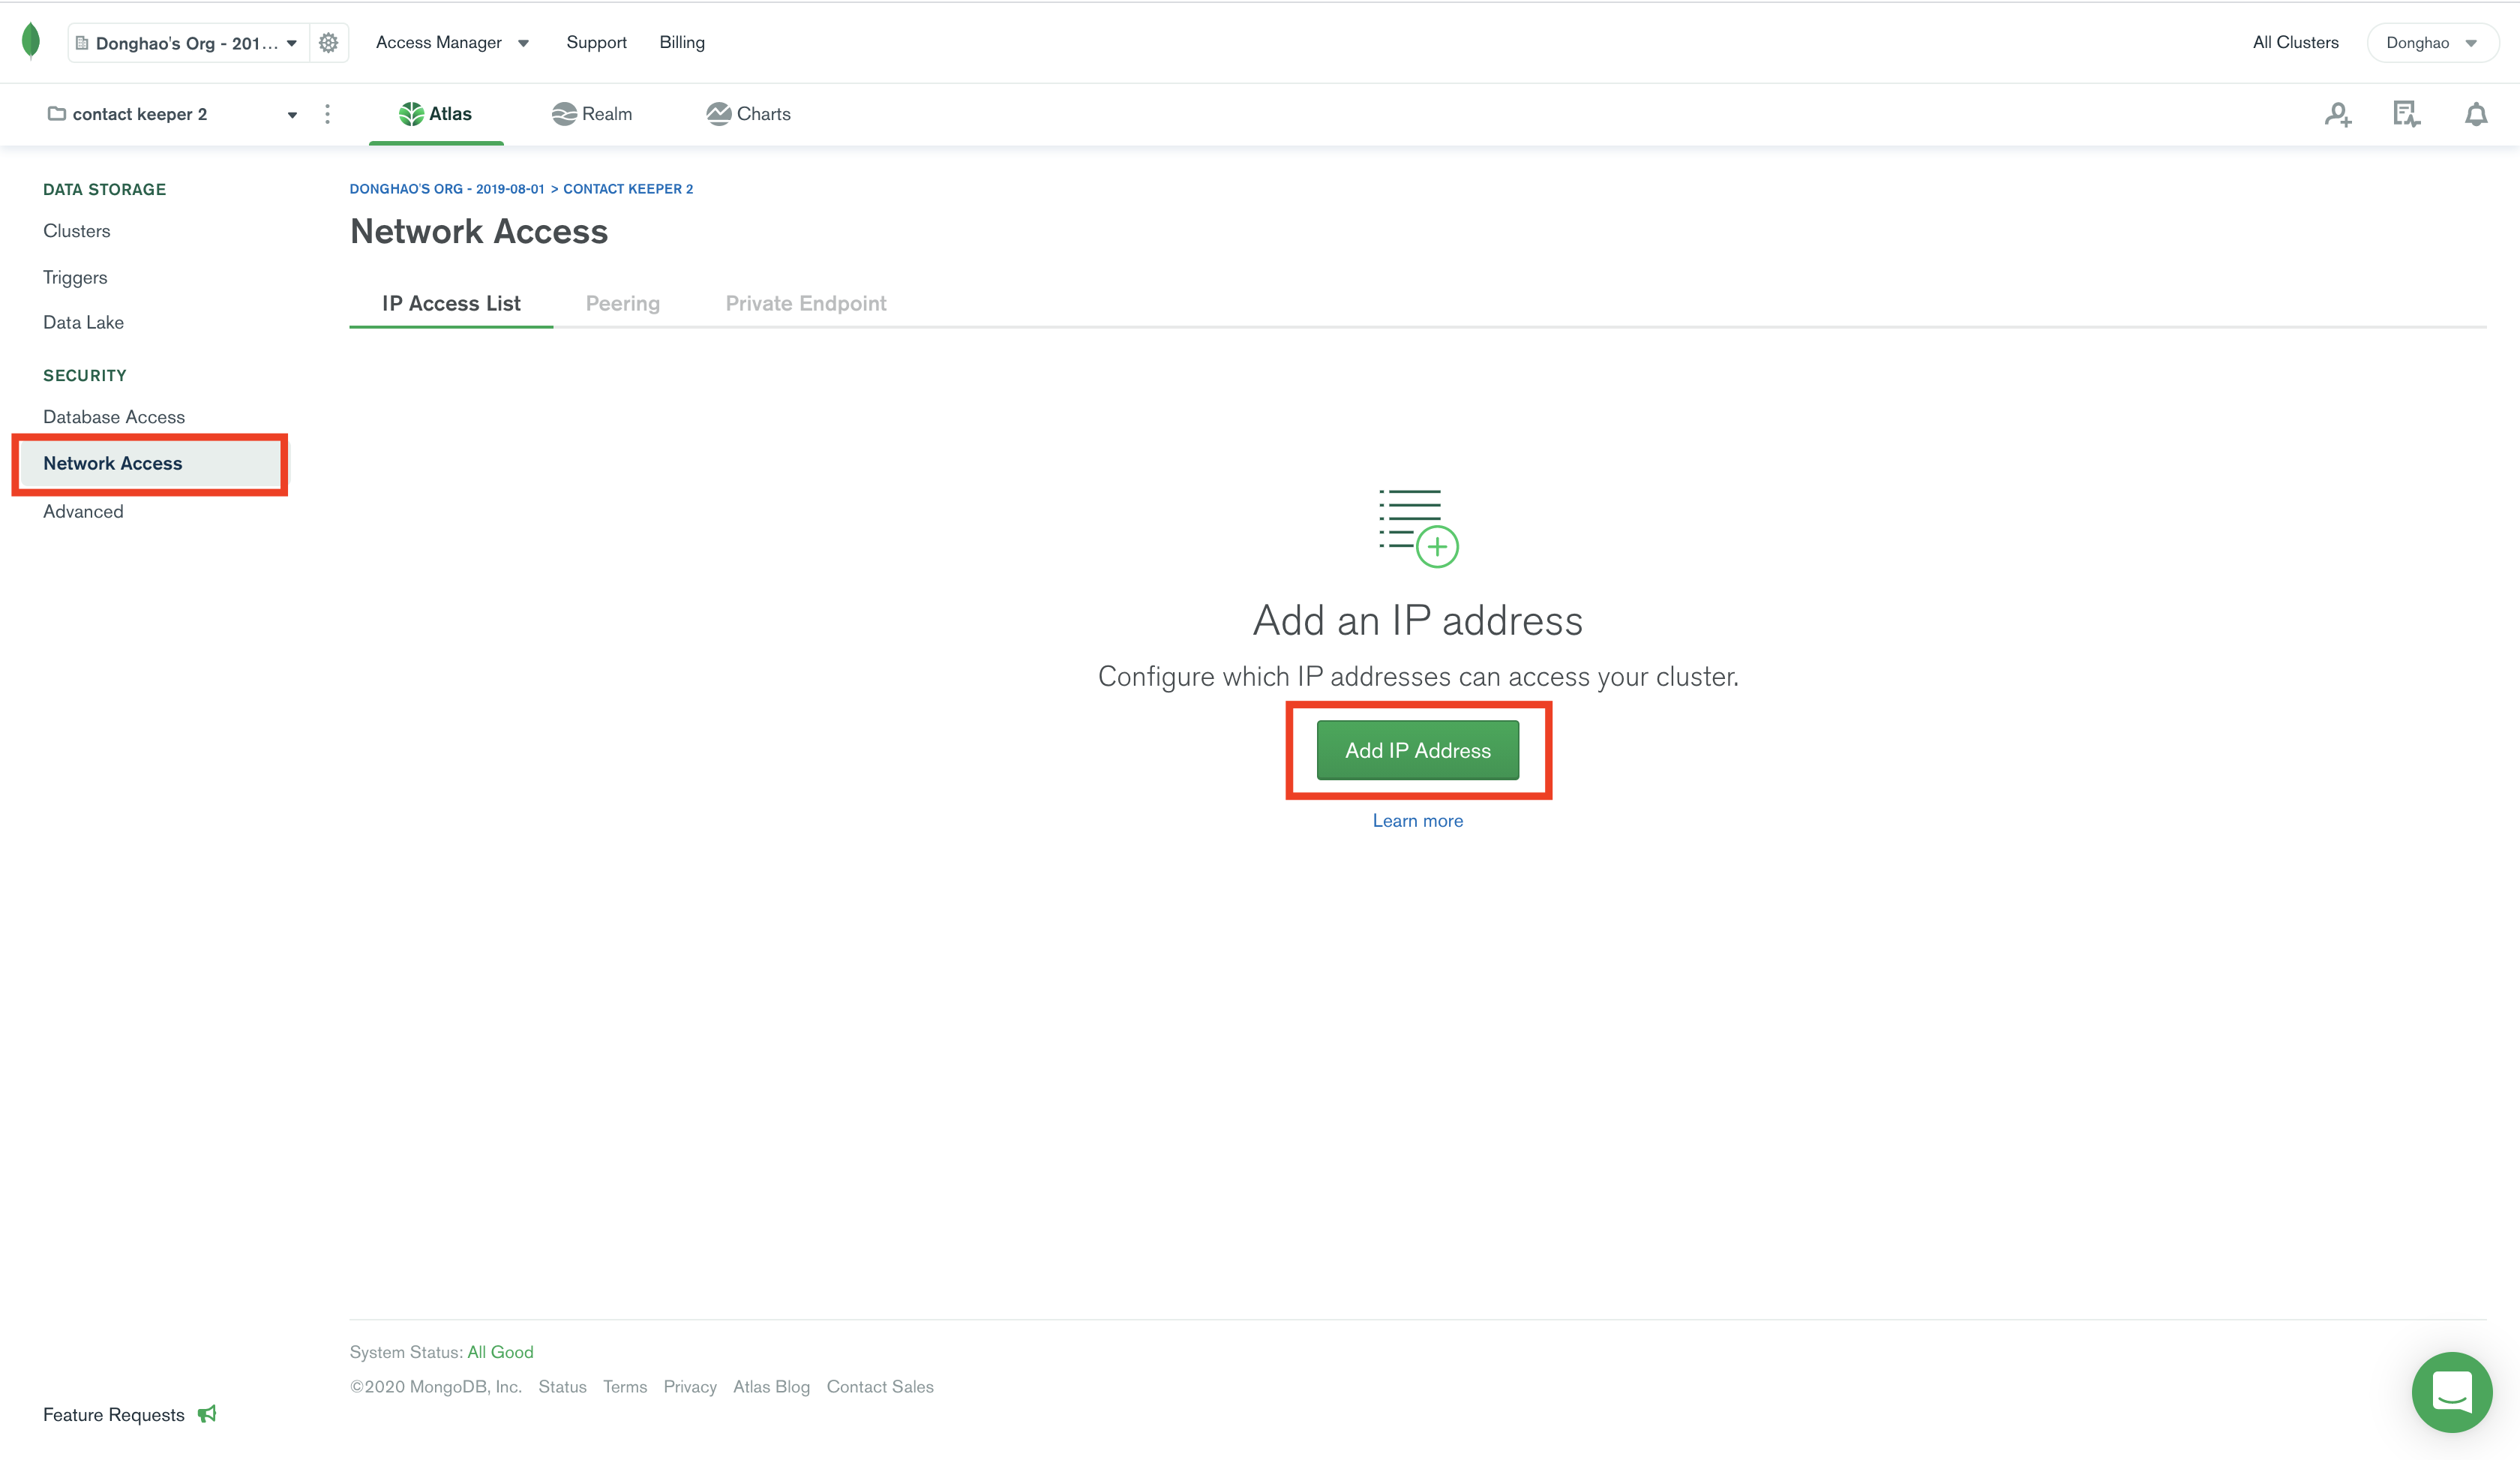 Donghao's Org - 201... Access Manager Support Billing All Clusters Donghao
contact keeper 2 Atlas Realm Charts
DATA STORAGE
Clusters
Triggers
Data Lake
SECURITY
Database Access
Network Access
Advanced
DONGHAO'S ORG - 2019-08-01 > CONTACT KEEPER 2
Network Access
IP Access List Peering Private Endpoint
Add an IP address
Configure which IP addresses can access your cluster.
Add IP Address
Learn more
System Status: All Good
©2020 MongoDB, Inc. Status Terms Privacy Atlas Blog Contact Sales
Feature Requests